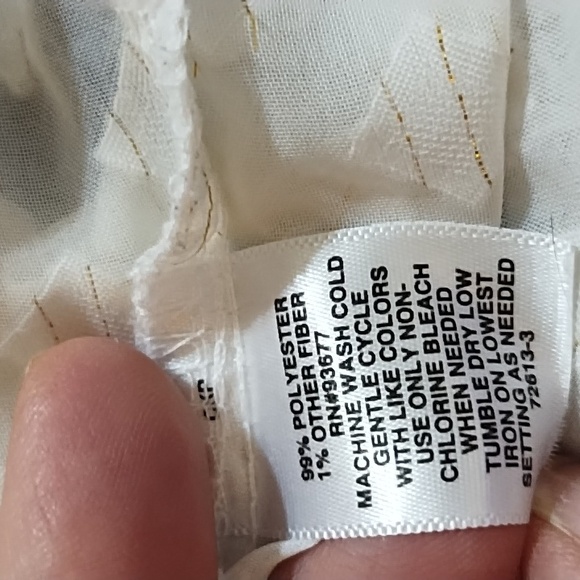 99% POLYESTER
1% OTHER FIBER
RN#93677
MACHINE WASH COLD
GENTLE CYCLE
WITH LIKE COLORS
USE ONLY NON-
CHLORINE BLEACH
WHEN NEEDED
TUMBLE DRY LOW
IRON ON LOWEST
SETTING AS NEEDED
72613-3